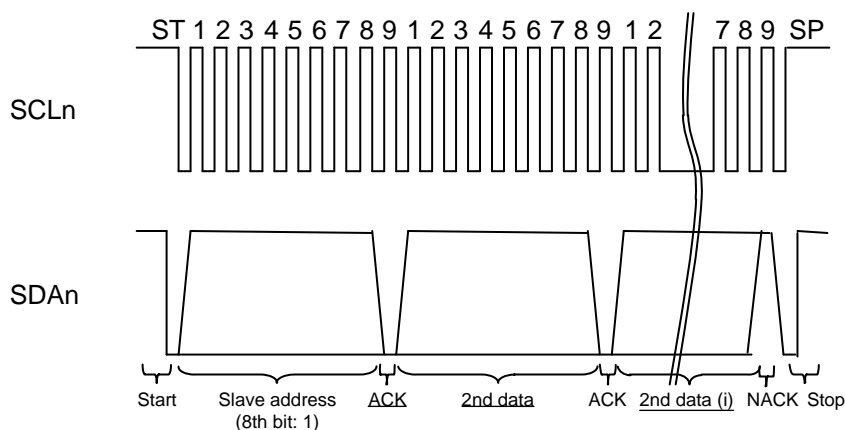 ST 1 2 3 4 5 6 7 8 9 1 2 3 4 5 6 7 8 9 1 2 7 8 9 SP
SCLn
SDAn
Start Slave address ACK 2nd data ACK 2nd data (i) NACK Stop
(8th bit: 1)